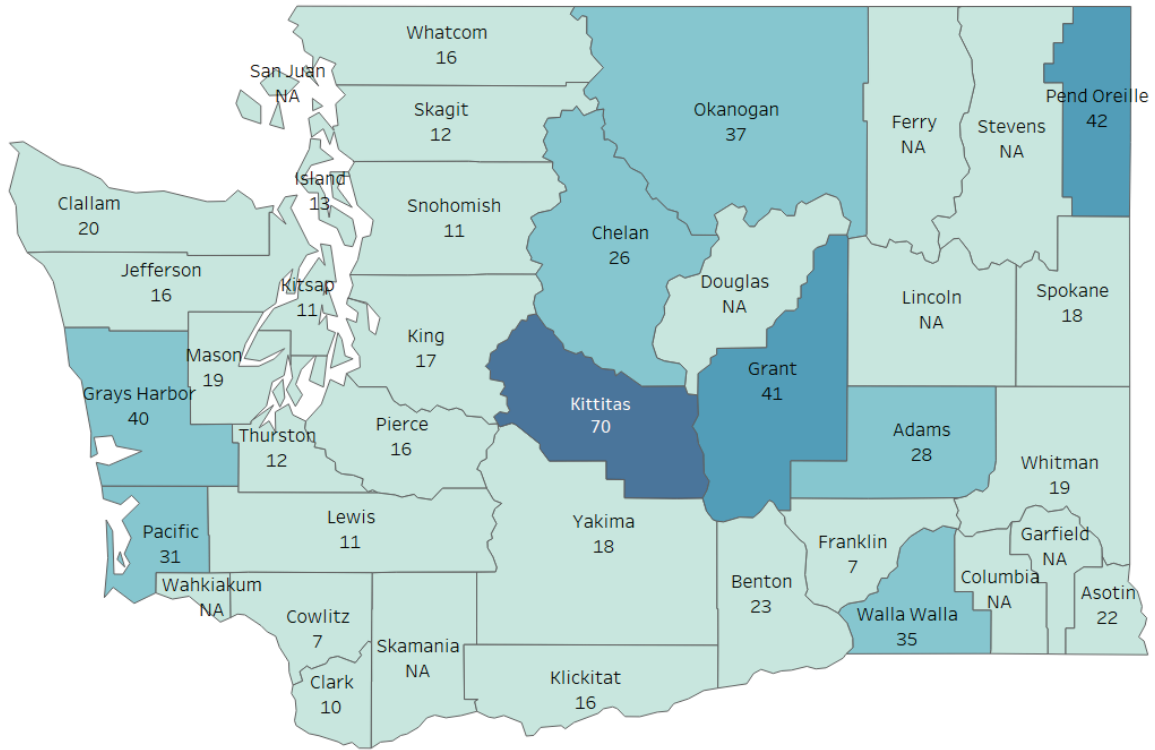 Whatcom
16
San Juan
NA
Skagit
12
Okanogan
37
Ferry
NA
Stevens
NA
Pend Oreille
42
Island
13
Clallam
20
Snohomish
11
Chelan
26
Jefferson
16
Kitsap
11
Douglas
NA
Lincoln
NA
Spokane
18
King
17
Mason
19
Grays Harbor
40
Grant
41
Kittitas
70
Pierce
16
Thurston
12
Adams
28
Whitman
19
Pacific
31
Lewis
11
Yakima
18
Franklin
7
Garfield
NA
Wahkiakum
NA
Benton
23
Columbia
NA
Asotin
22
Cowlitz
7
Walla Walla
35
Skamania
NA
Clark
10
Klickitat
16